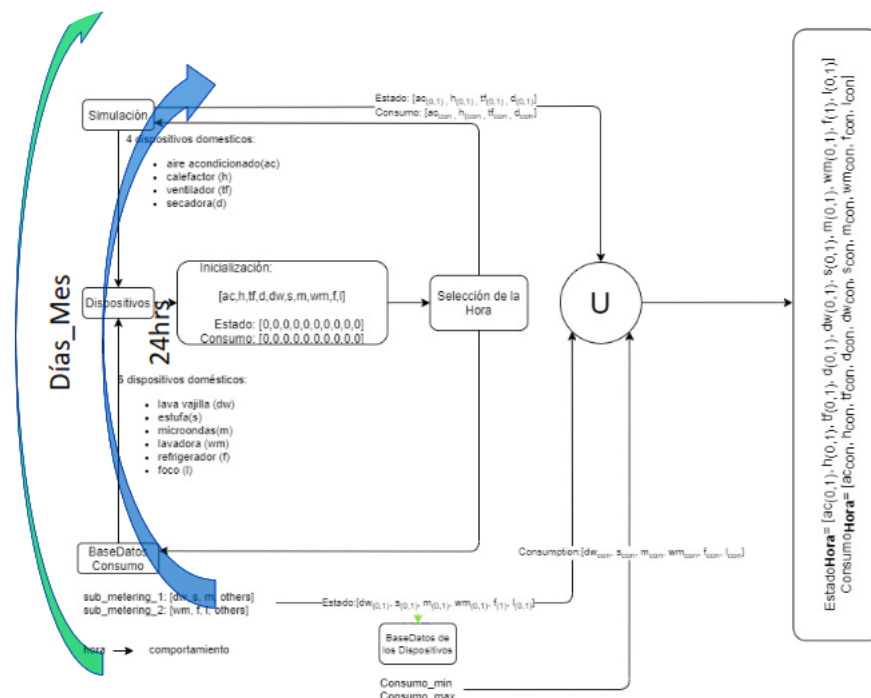 Estado: [ac(0,1) , h(0,1) , tf(0,1) , d(0,1)]
Consumo: [accon , h(con , tfcon , dcon]
Simulación
4 dispositivos domesticos:
• aire acondicionado(ac)
• calefactor (h)
• ventilador (tf)
• secadora(d)
Días_Mes
24hrs
Dispositivos
Inicialización:
[ac,h,tf,d,dw,s,m,wm,f,l]
Estado: [0,0,0,0,0,0,0,0,0,0]
Consumo: [0,0,0,0,0,0,0,0,0,0]
Selección de la
Hora
U
EstadoHora= [ac(0,1), h(0,1), tf(0,1), d(0,1), dw(0,1), s(0,1), m(0,1), wm(0,1), f(1), l(0,1)]
ConsumoHora= [accon, hcon, tfcon, dcon, dwcon, scon, mcon, wmcon, fcon, lcon]
6 dispositivos domésticos:
• lava vajilla (dw)
• estufa(s)
• microondas(m)
• lavadora (wm)
• refrigerador (f)
• foco (l)
BaseDatos
Consumo
Consumption:[dwcon, scon, mcon, wmcon, fcon, lcon]
sub_metering_1: [dw, s, m, others]
sub_metering_2: [wm, f, l, others]
Estado:[dw(0,1), s(0,1), m(0,1), wm(0,1), f(1), l(0,1)]
BaseDatos de
los Dispositivos
hora comportamiento
Consumo_min
Consumo_max